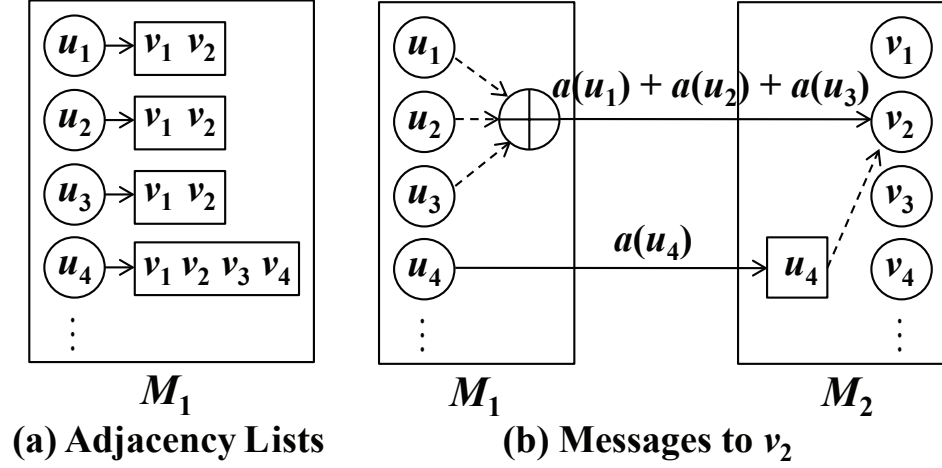 u1 v1 v2
u2 v1 v2
u3 v1 v2
u4 v1 v2 v3 v4
⋮
M1
(a) Adjacency Lists
u1
u2
u3
u4
⋮
M1
a(u1) + a(u2) + a(u3)
a(u4)
u4
v1
v2
v3
v4
⋮
M2
(b) Messages to v2